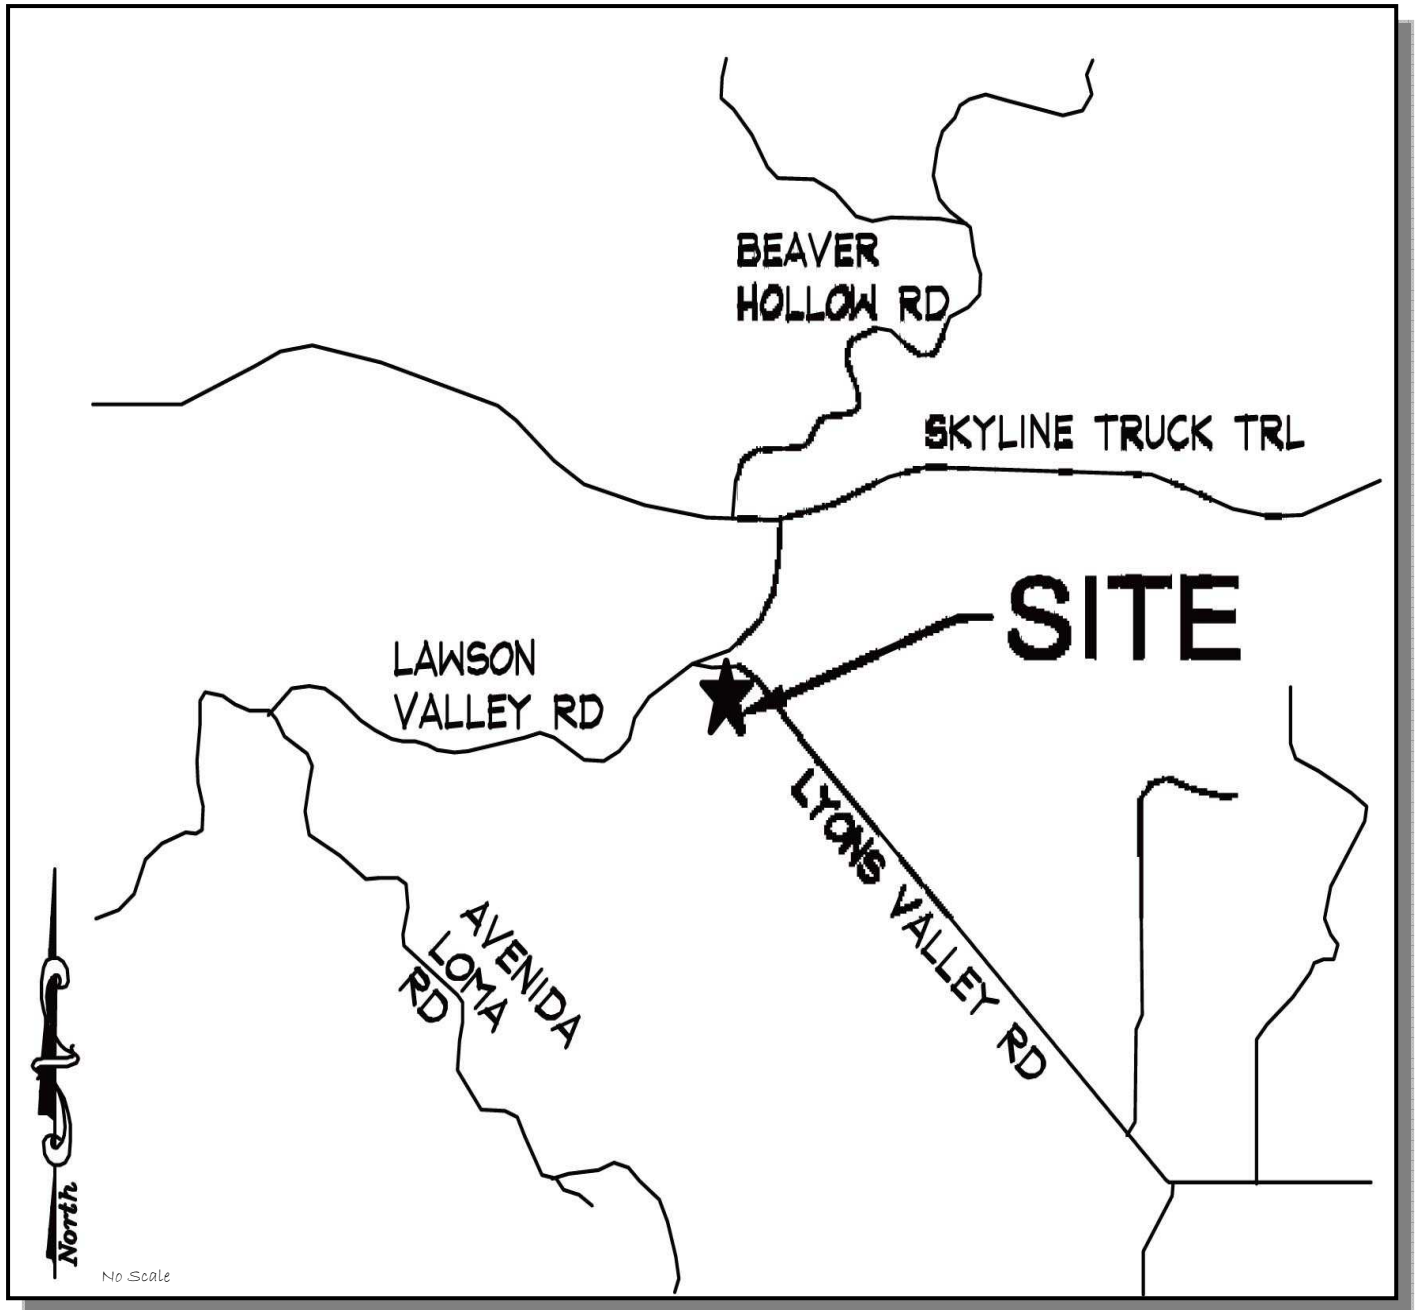 BEAVER
HOLLOW RD
SKYLINE TRUCK TRL
SITE
LAWSON
VALLEY RD
LYONS VALLEY RD
AVENIDA
LOMA
RD
North
No Scale